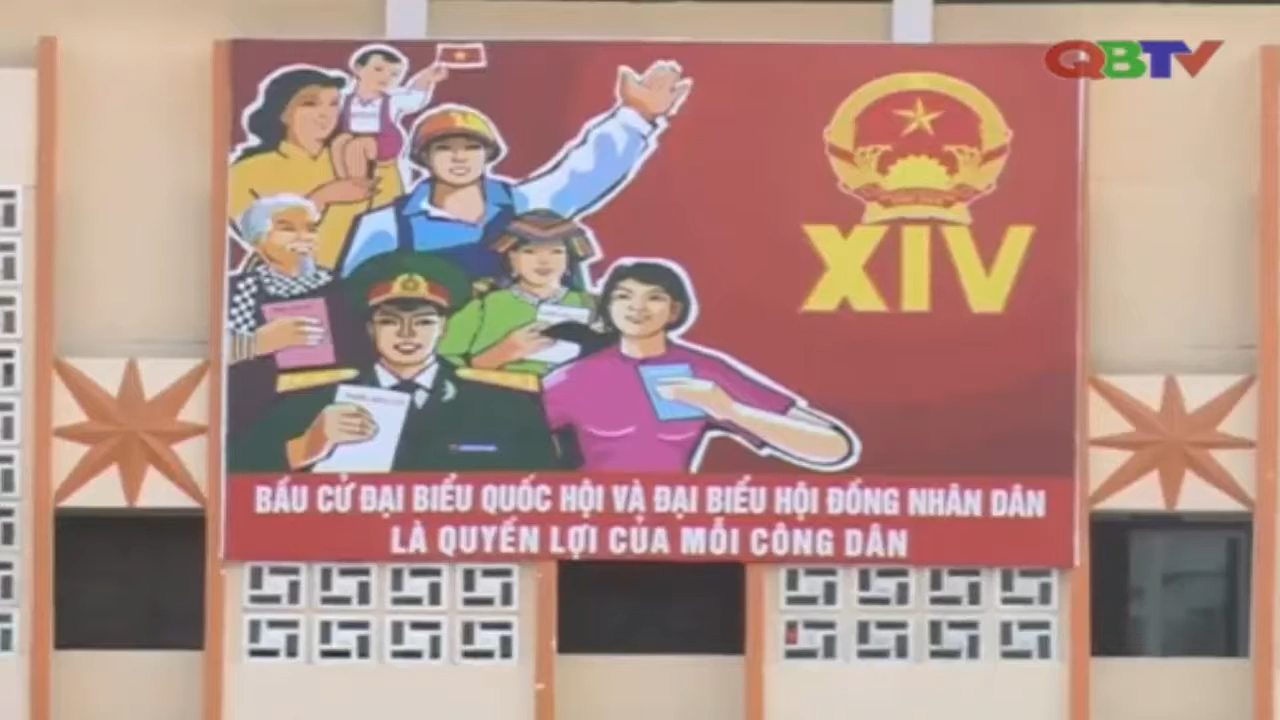 QBTV
XIV
BẦU CỬ ĐẠI BIỂU QUỐC HỘI VÀ ĐẠI BIỂU HỘI ĐỒNG NHÂN DÂN
LÀ QUYỀN LỢI CỦA MỖI CÔNG DÂN